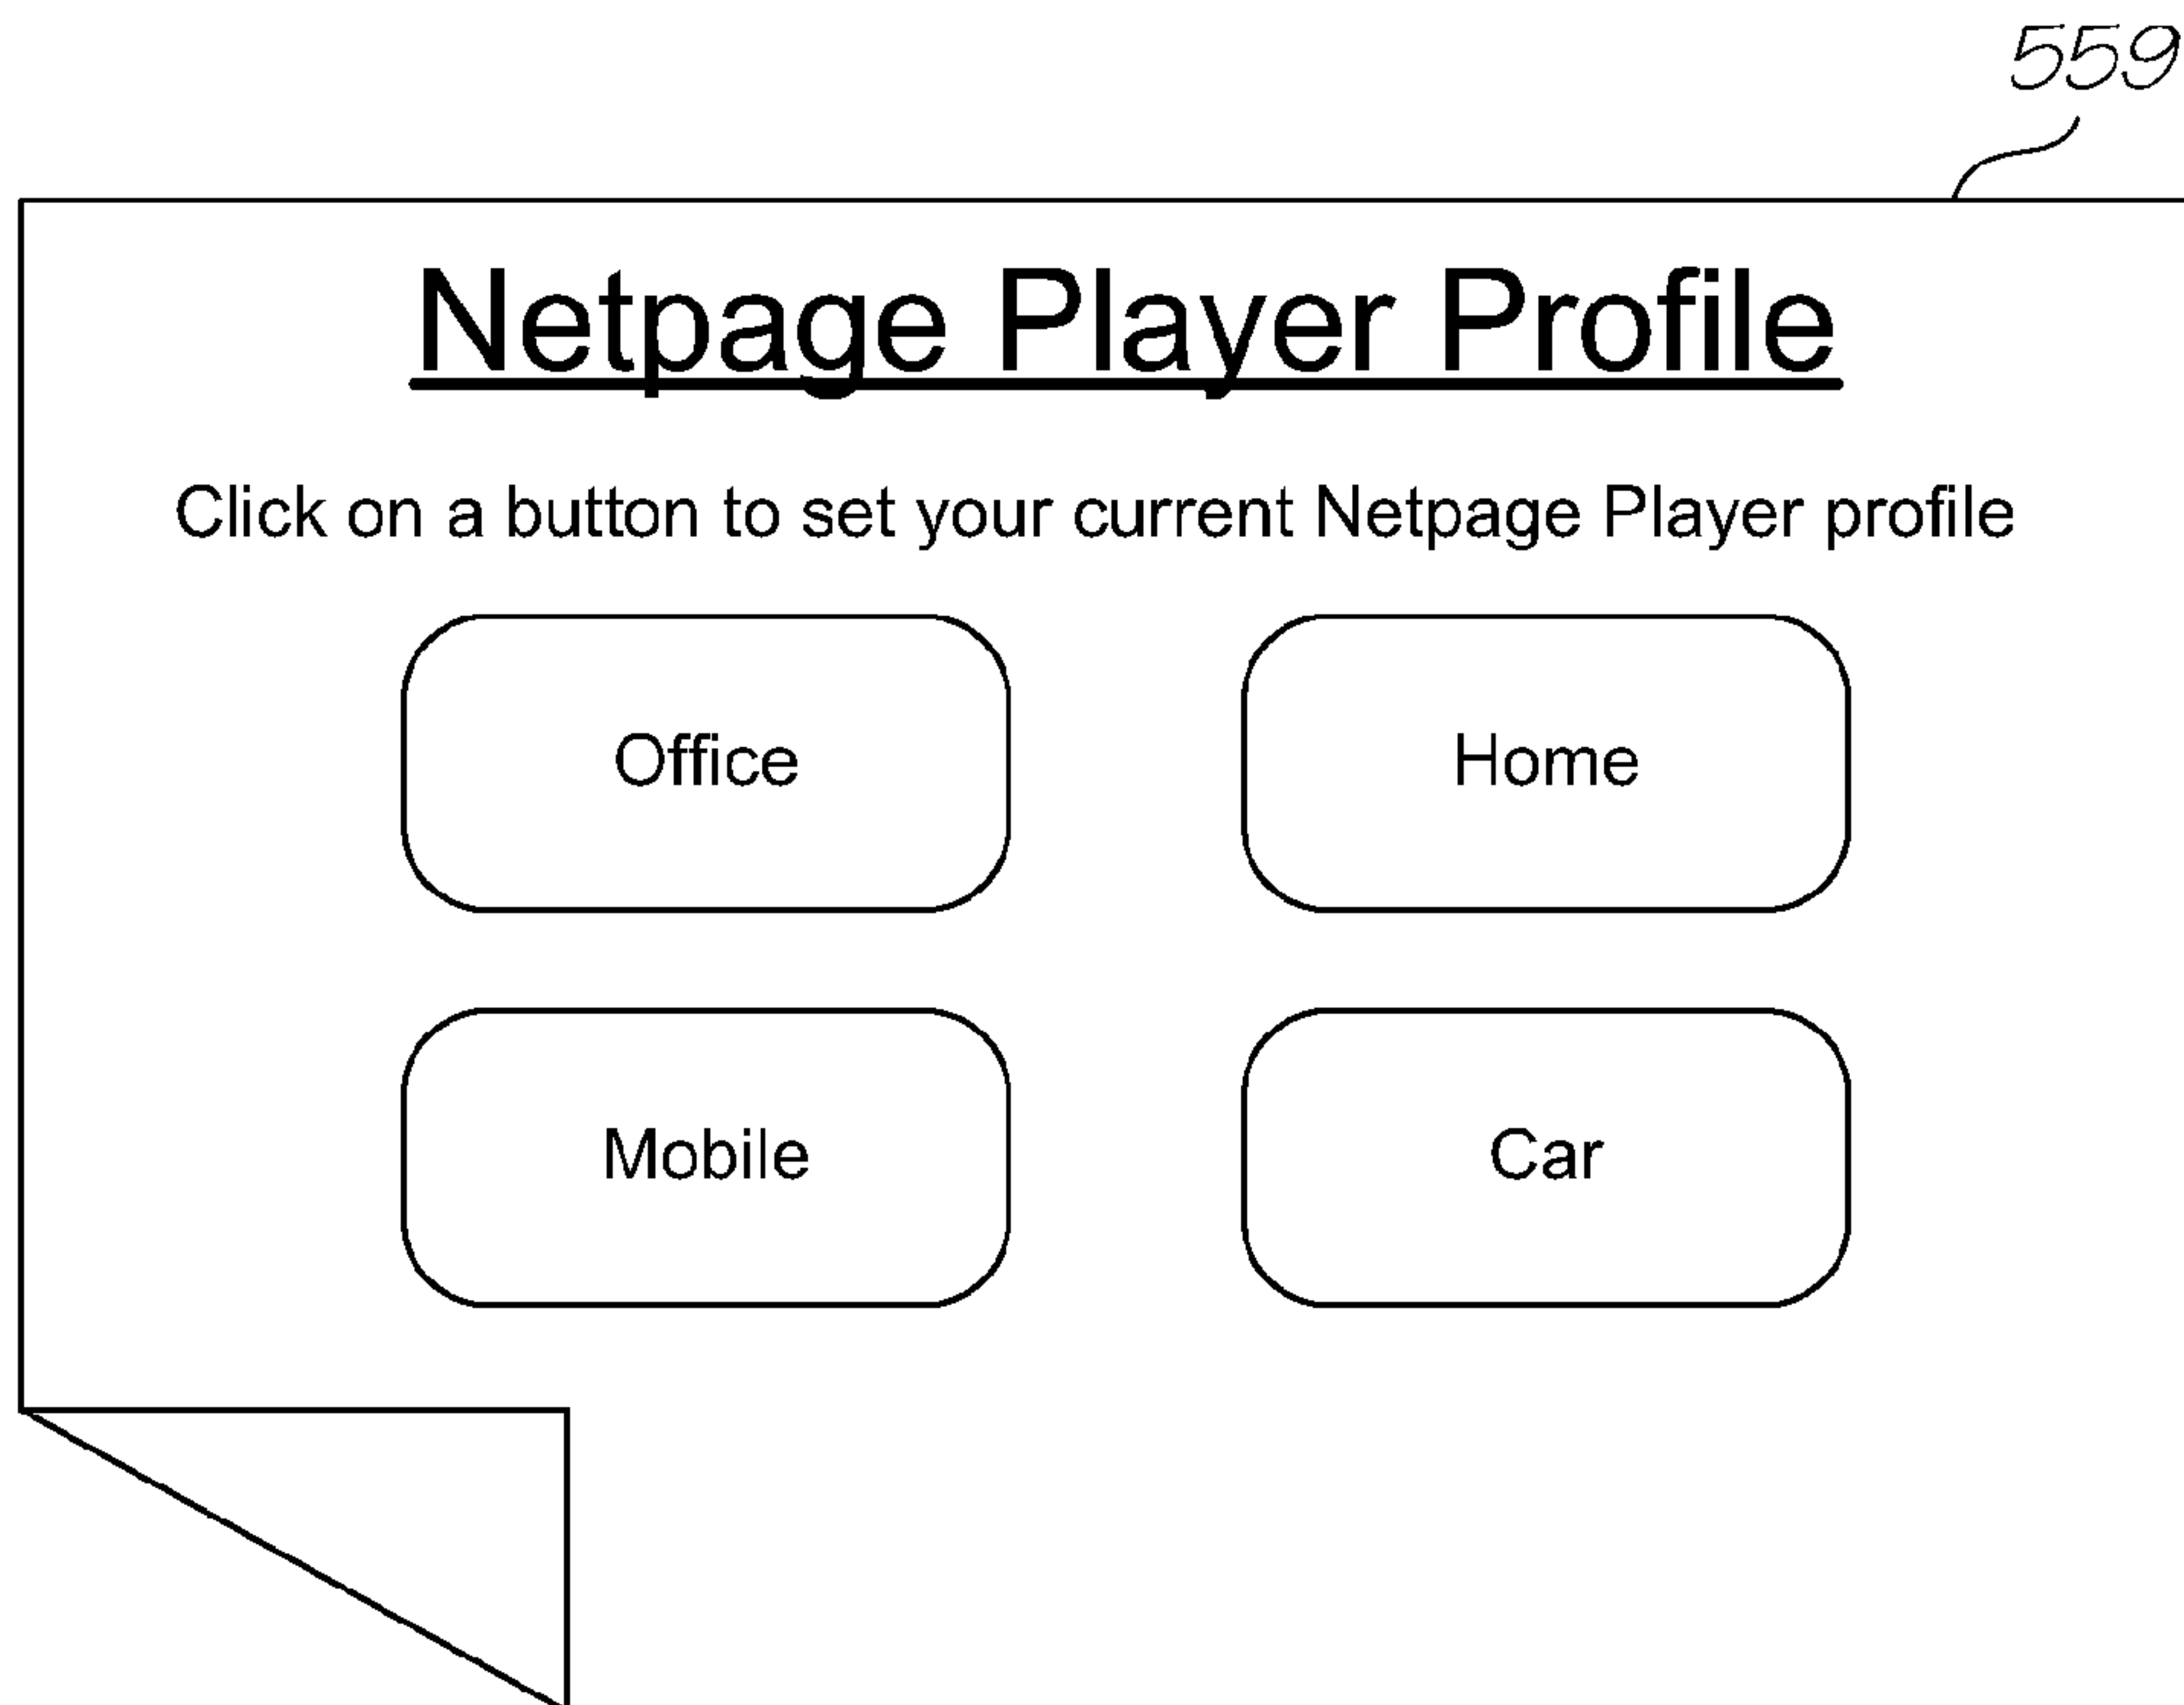 559
Netpage Player Profile
Click on a button to set your current Netpage Player profile
Office
Home
Mobile
Car